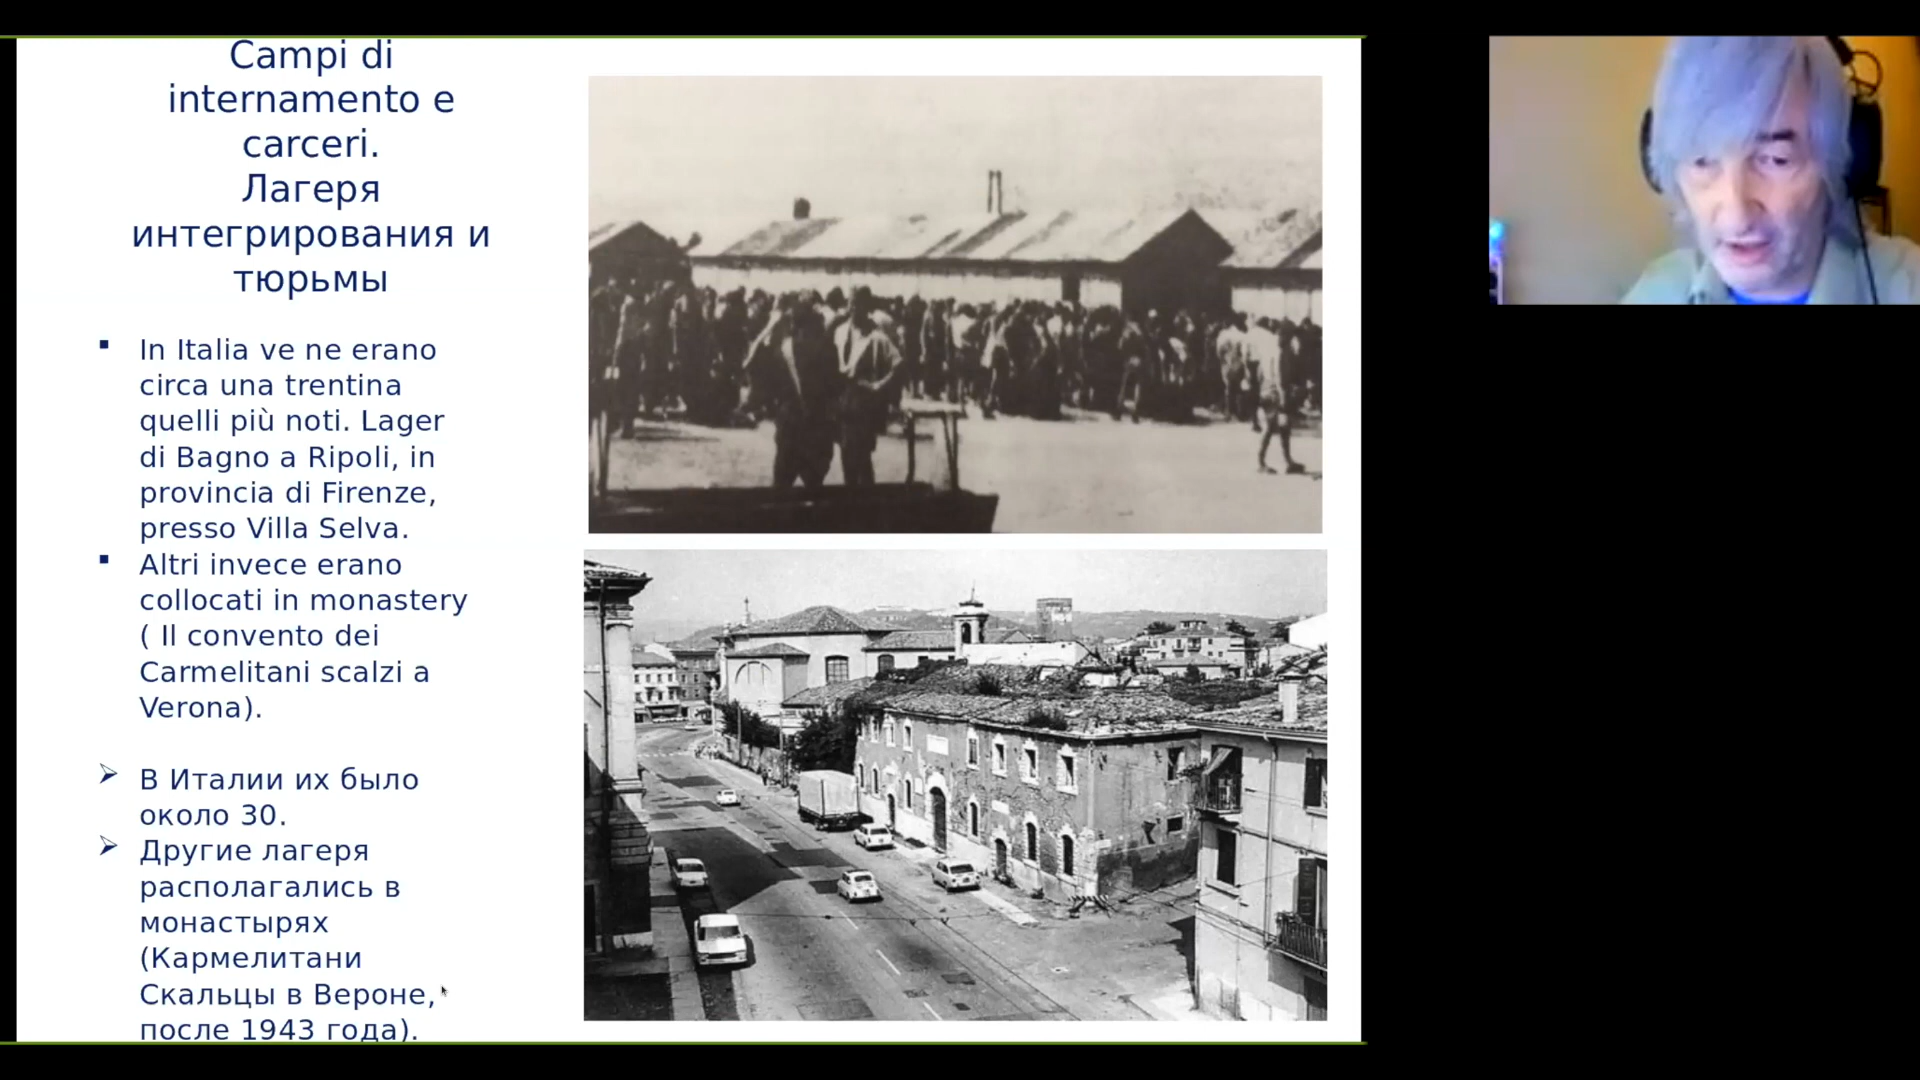 Campi di
internamento e
carceri.
Лагеря
интегрирования и
тюрьмы
In Italia ve ne erano
circa una trentina
quelli più noti. Lager
di Bagno a Ripoli, in
provincia di Firenze,
presso Villa Selva.
Altri invece erano
collocati in monastery
( Il convento dei
Carmelitani scalzi a
Verona).
В Италии их было
около 30.
Другие лагеря
располагались в
монастырях
(Кармелитани
Скальцы в Вероне,
после 1943 года).